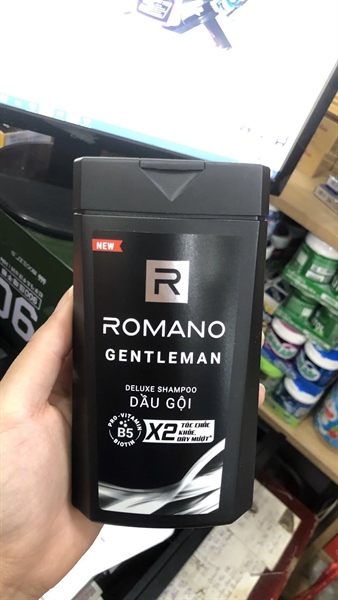 NEW
R
ROMANO
GENTLEMAN
DELUXE SHAMPOO
DẦU GỘI
PRO-VITAMIN
B5
BIOTIN
X2 TÓC CHẮC
KHỎE,
DÀY MƯỢT*